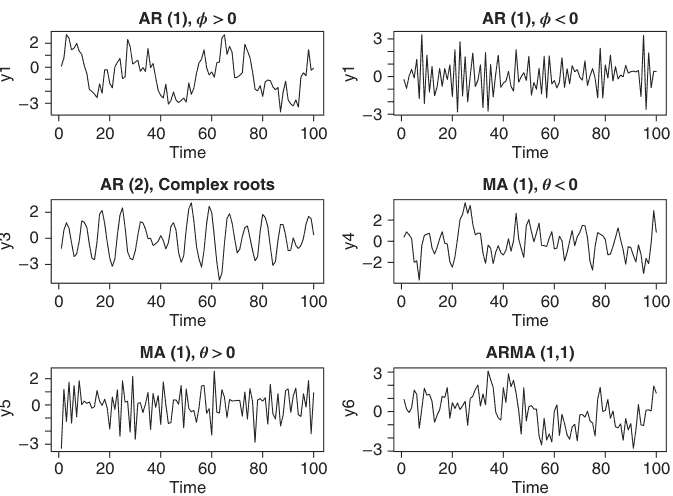 AR (1), ϕ > 0
y1
2
0
−3
0 20 40 60 80 100
Time
AR (1), ϕ < 0
y1
3
0
−3
0 20 40 60 80 100
Time
AR (2), Complex roots
y3
2
0
−3
0 20 40 60 80 100
Time
MA (1), θ < 0
y4
2
0
−2
0 20 40 60 80 100
Time
MA (1), θ > 0
y5
2
0
−3
0 20 40 60 80 100
Time
ARMA (1,1)
y6
3
0
−3
0 20 40 60 80 100
Time